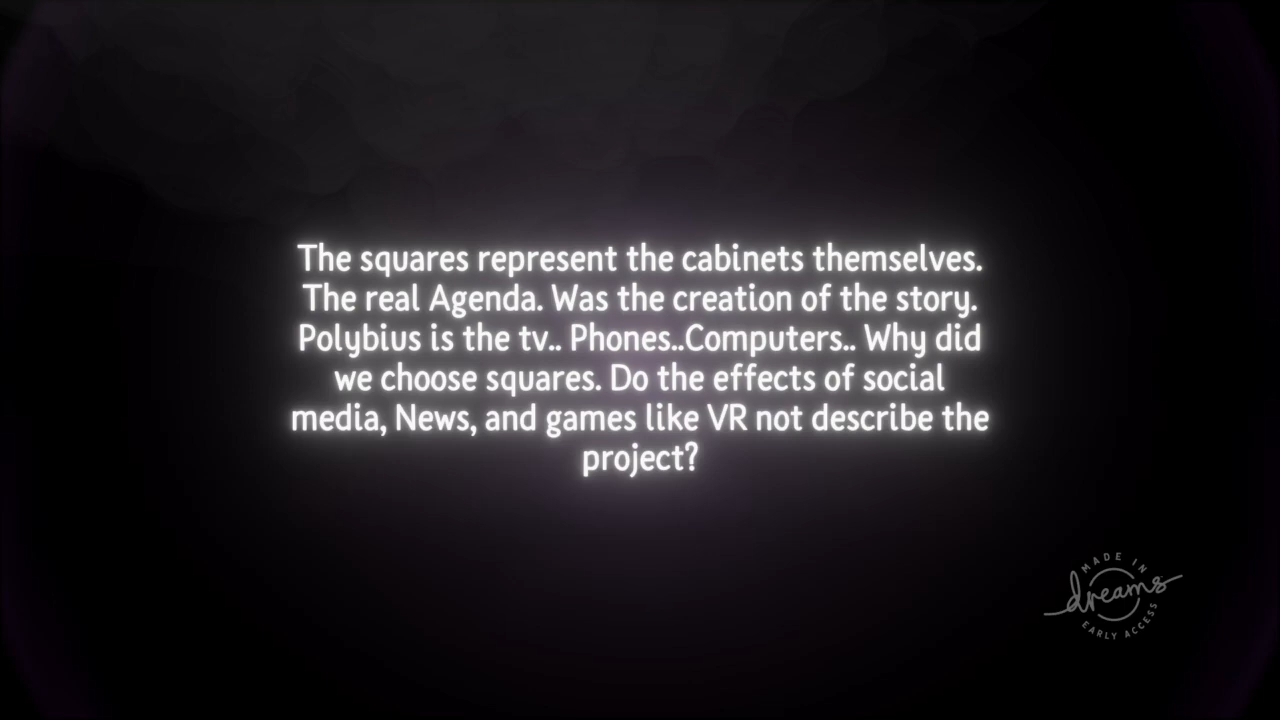 The squares represent the cabinets themselves.
The real Agenda. Was the creation of the story.
Polybius is the tv.. Phones..Computers.. Why did
we choose squares. Do the effects of social
media, News, and games like VR not describe the
project?
MADE IN
dreams
EARLY ACCESS